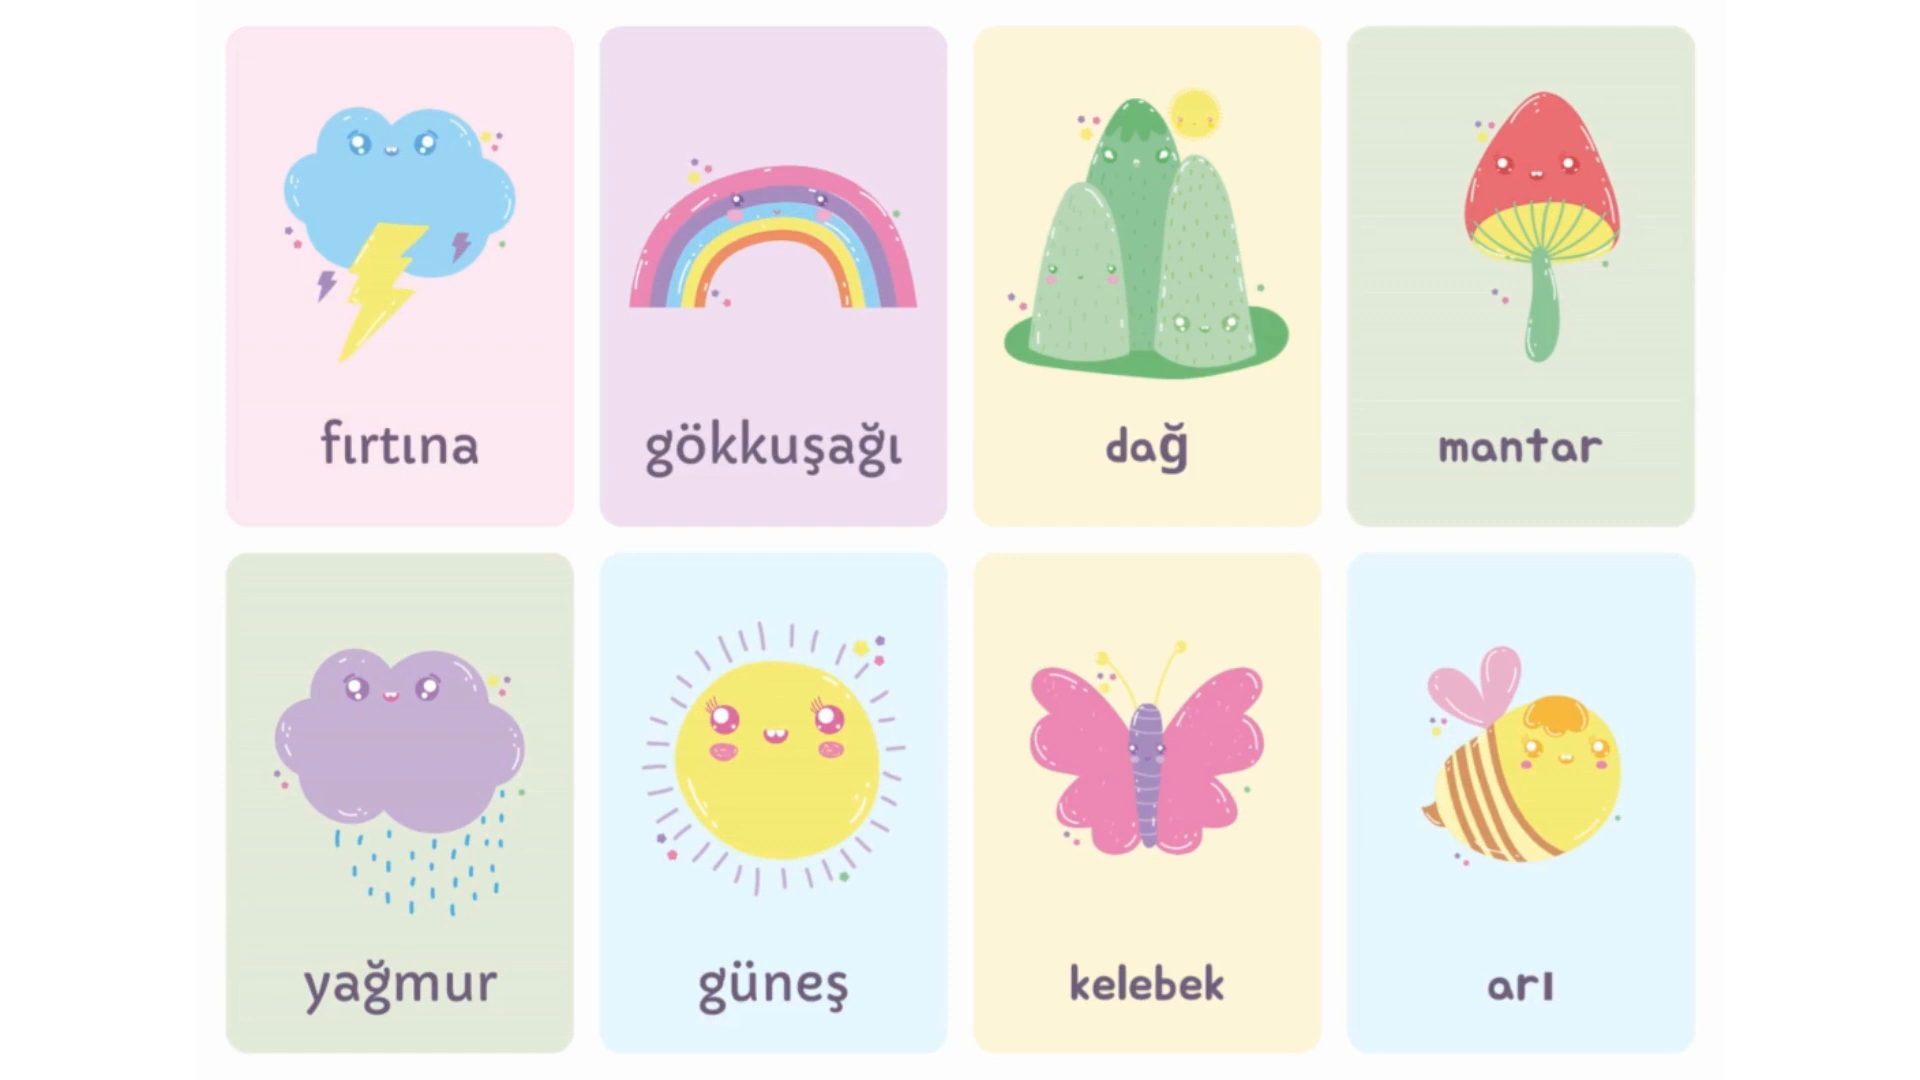 fırtına
gökkuşağı
dağ
mantar
yağmur
güneş
kelebek
arı